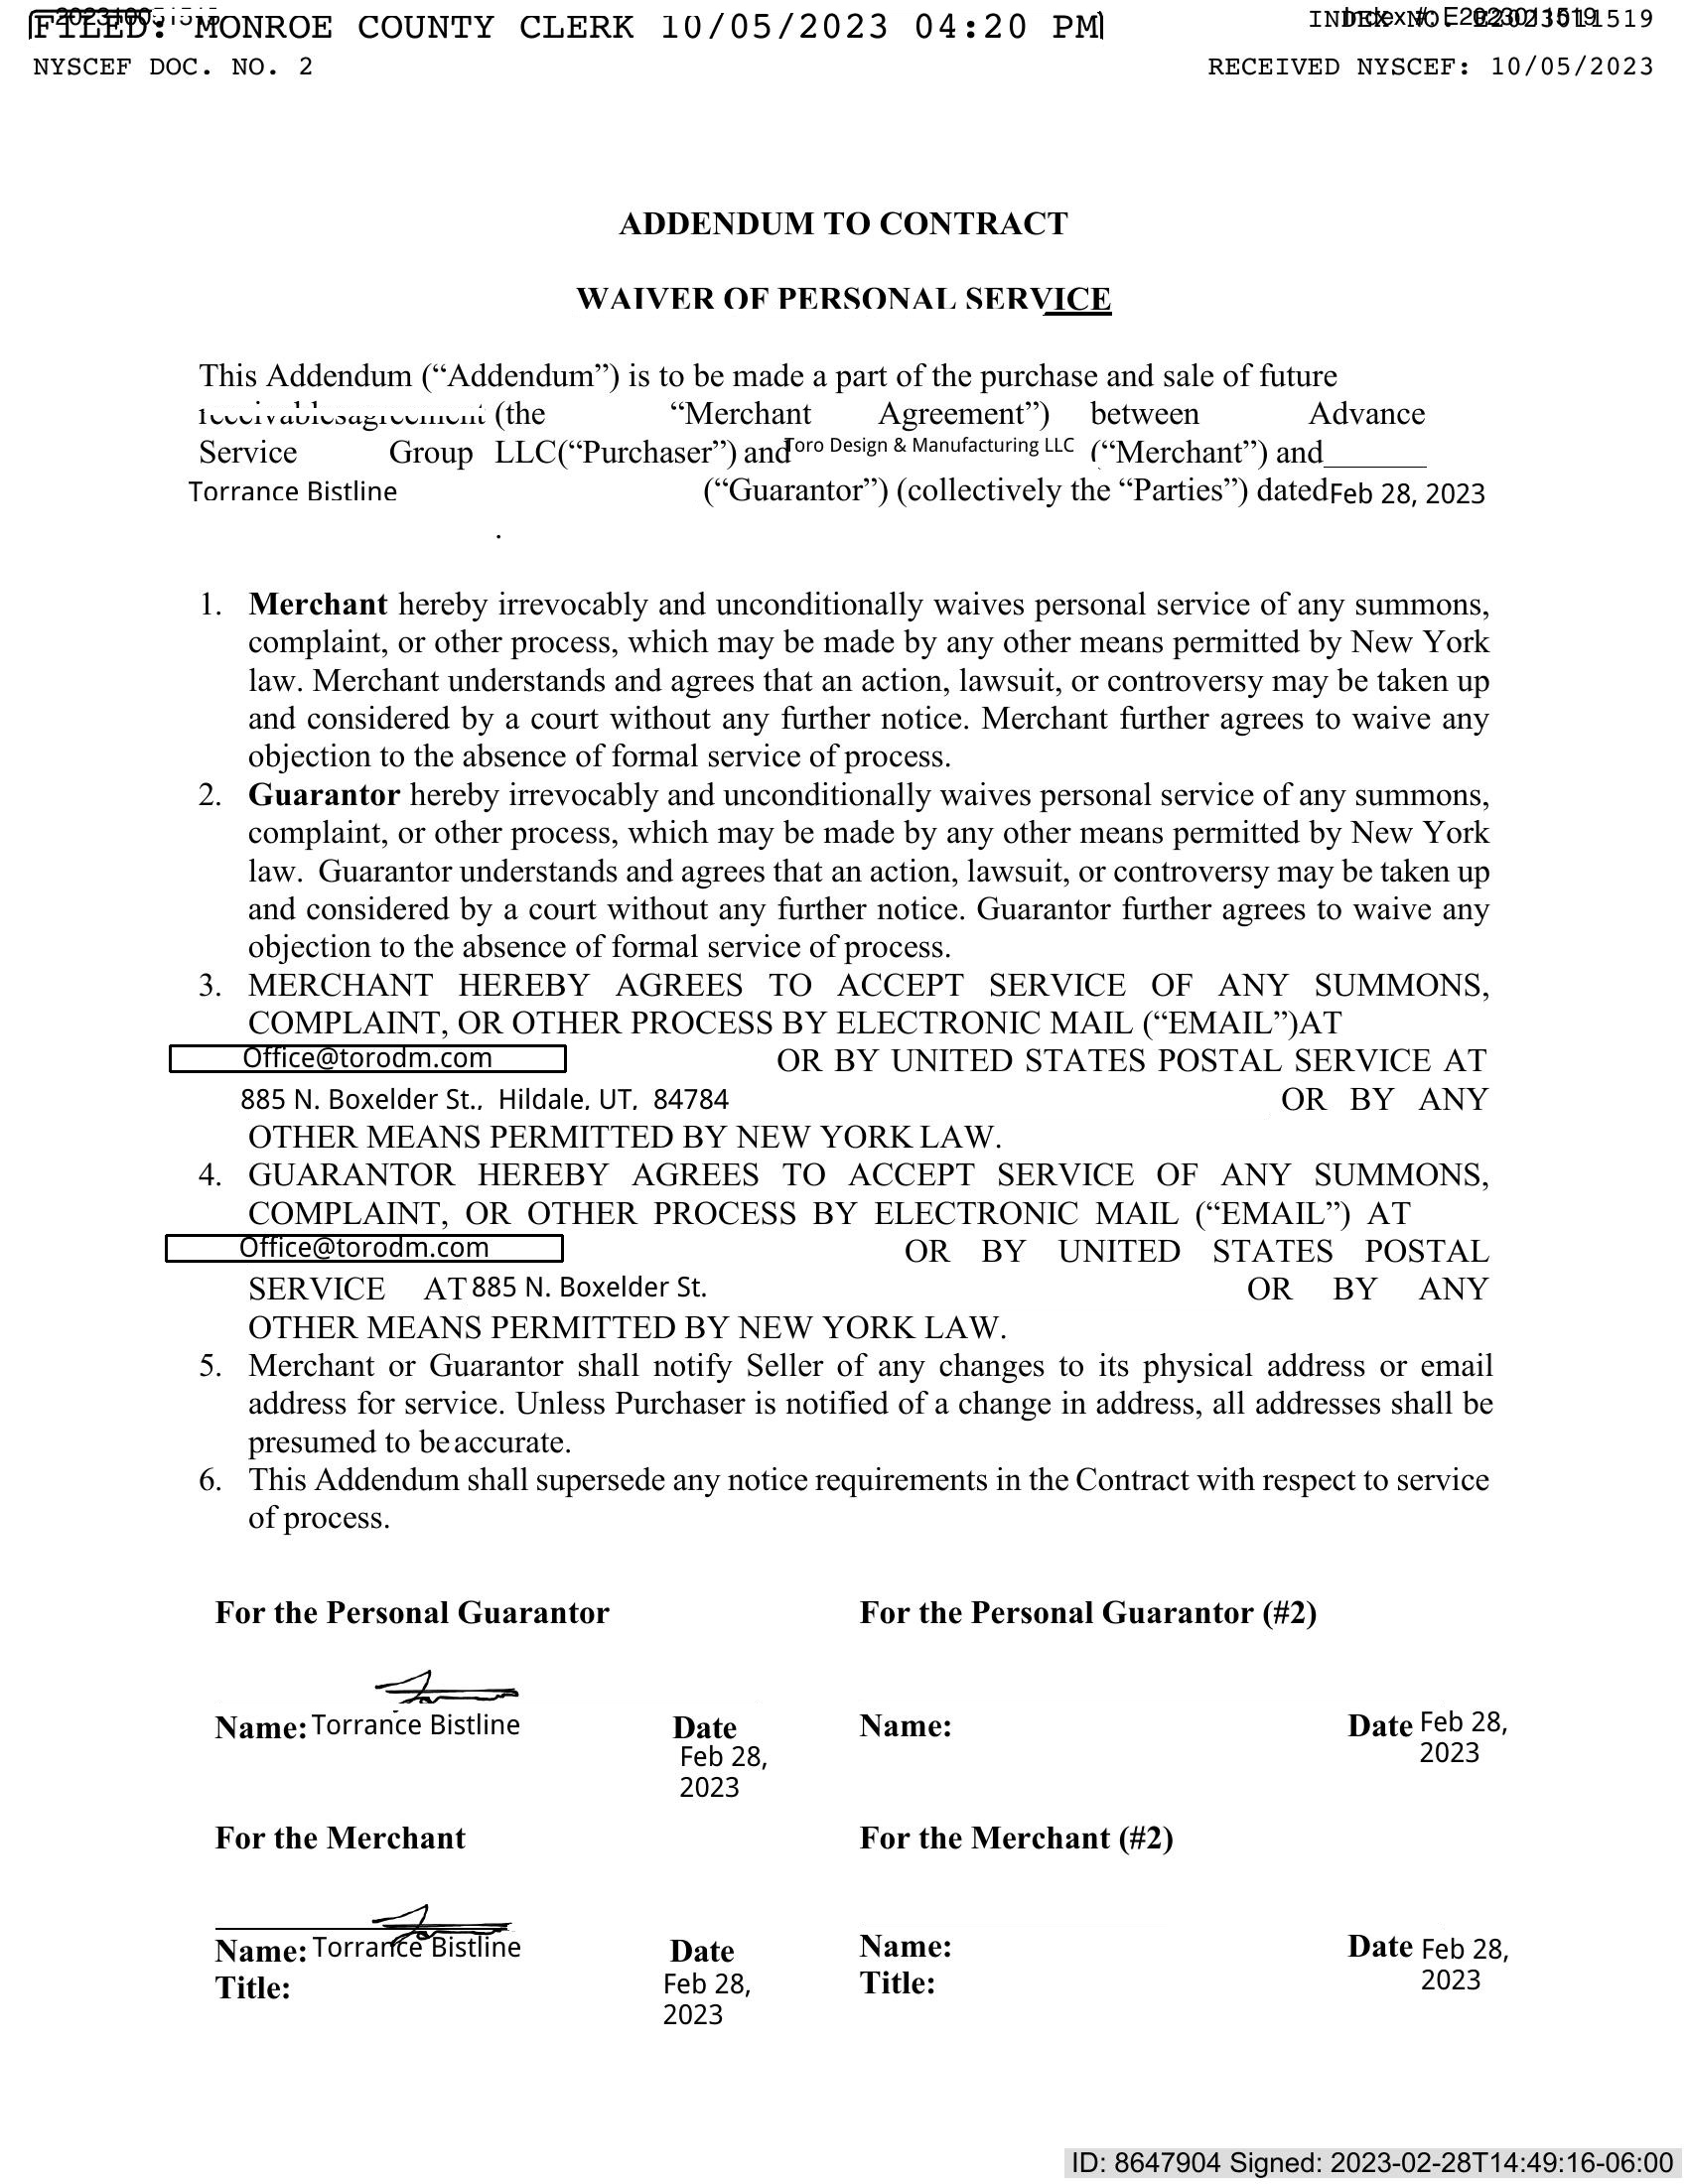 FILED: MONROE COUNTY CLERK 10/05/2023 04:20 PM
INDEX NO. E2023011519
NYSCEF DOC. NO. 2
RECEIVED NYSCEF: 10/05/2023
ADDENDUM TO CONTRACT
WAIVER OF PERSONAL SERVICE
This Addendum (“Addendum”) is to be made a part of the purchase and sale of future
receivablesagreement (the “Merchant Agreement”) between Advance
Service Group LLC(“Purchaser”) and Toro Design & Manufacturing LLC (“Merchant”) and______
Torrance Bistline (“Guarantor”) (collectively the “Parties”) dated Feb 28, 2023
.
1. Merchant hereby irrevocably and unconditionally waives personal service of any summons,
complaint, or other process, which may be made by any other means permitted by New York
law. Merchant understands and agrees that an action, lawsuit, or controversy may be taken up
and considered by a court without any further notice. Merchant further agrees to waive any
objection to the absence of formal service of process.
2. Guarantor hereby irrevocably and unconditionally waives personal service of any summons,
complaint, or other process, which may be made by any other means permitted by New York
law. Guarantor understands and agrees that an action, lawsuit, or controversy may be taken up
and considered by a court without any further notice. Guarantor further agrees to waive any
objection to the absence of formal service of process.
3. MERCHANT HEREBY AGREES TO ACCEPT SERVICE OF ANY SUMMONS,
COMPLAINT, OR OTHER PROCESS BY ELECTRONIC MAIL (“EMAIL”)AT
Office@torodm.com OR BY UNITED STATES POSTAL SERVICE AT
885 N. Boxelder St., Hildale, UT, 84784 OR BY ANY
OTHER MEANS PERMITTED BY NEW YORK LAW.
4. GUARANTOR HEREBY AGREES TO ACCEPT SERVICE OF ANY SUMMONS,
COMPLAINT, OR OTHER PROCESS BY ELECTRONIC MAIL (“EMAIL”) AT
Office@torodm.com OR BY UNITED STATES POSTAL
SERVICE AT 885 N. Boxelder St. OR BY ANY
OTHER MEANS PERMITTED BY NEW YORK LAW.
5. Merchant or Guarantor shall notify Seller of any changes to its physical address or email
address for service. Unless Purchaser is notified of a change in address, all addresses shall be
presumed to be accurate.
6. This Addendum shall supersede any notice requirements in the Contract with respect to service
of process.
For the Personal Guarantor
For the Personal Guarantor (#2)
Name: Torrance Bistline
Date
Feb 28,
2023
Name:
Date Feb 28,
2023
For the Merchant
For the Merchant (#2)
Name: Torrance Bistline
Title:
Date
Feb 28,
2023
Name:
Title:
Date Feb 28,
2023
ID: 8647904 Signed: 2023-02-28T14:49:16-06:00